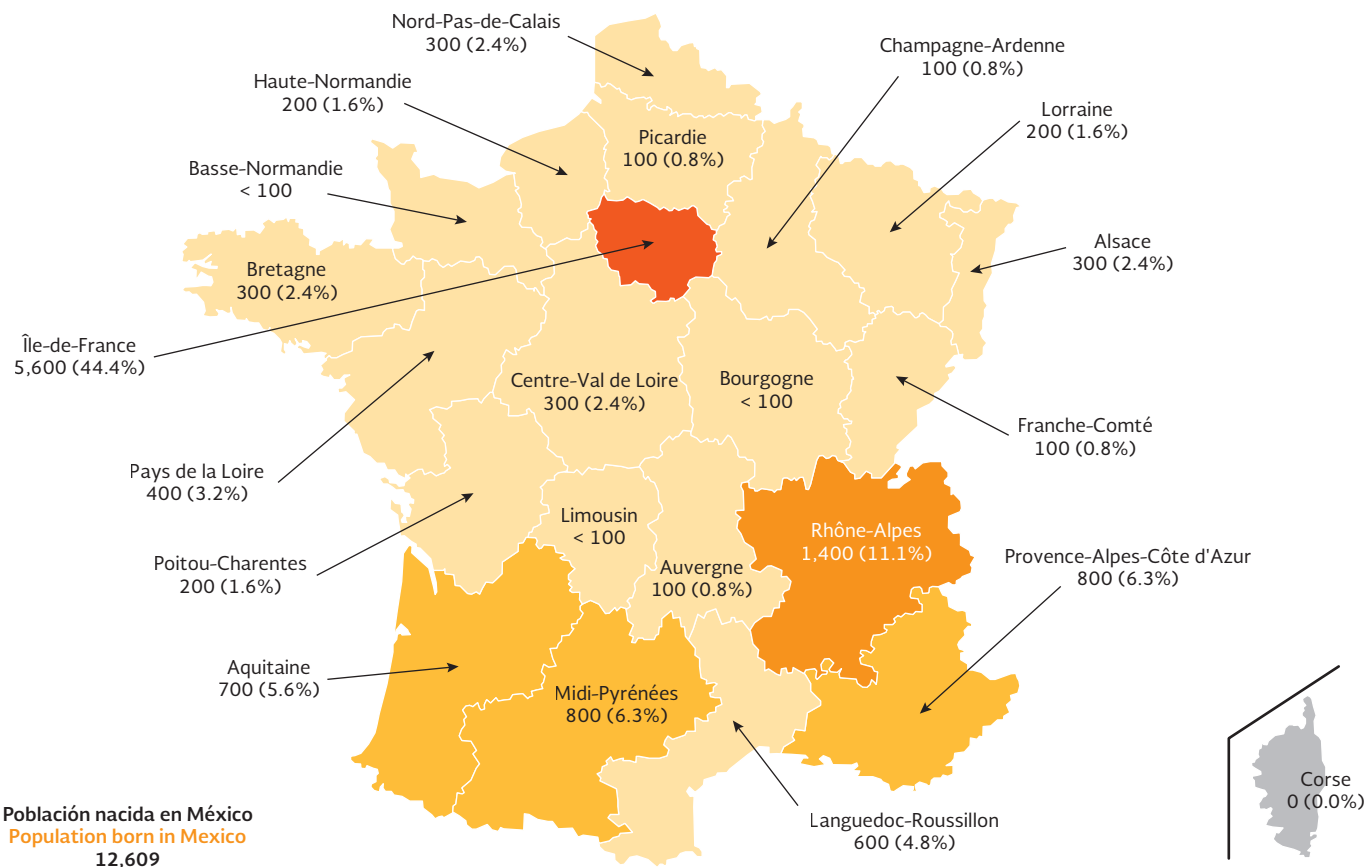 Nord-Pas-de-Calais
300 (2.4%)
Champagne-Ardenne
100 (0.8%)
Haute-Normandie
200 (1.6%)
Lorraine
200 (1.6%)
Picardie
100 (0.8%)
Basse-Normandie
< 100
Alsace
300 (2.4%)
Bretagne
300 (2.4%)
Île-de-France
5,600 (44.4%)
Centre-Val de Loire
300 (2.4%)
Bourgogne
< 100
Franche-Comté
100 (0.8%)
Pays de la Loire
400 (3.2%)
Limousin
< 100
Rhône-Alpes
1,400 (11.1%)
Provence-Alpes-Côte d'Azur
800 (6.3%)
Poitou-Charentes
200 (1.6%)
Auvergne
100 (0.8%)
Aquitaine
700 (5.6%)
Midi-Pyrénées
800 (6.3%)
Corse
0 (0.0%)
Languedoc-Roussillon
600 (4.8%)
Población nacida en México
Population born in Mexico
12,609